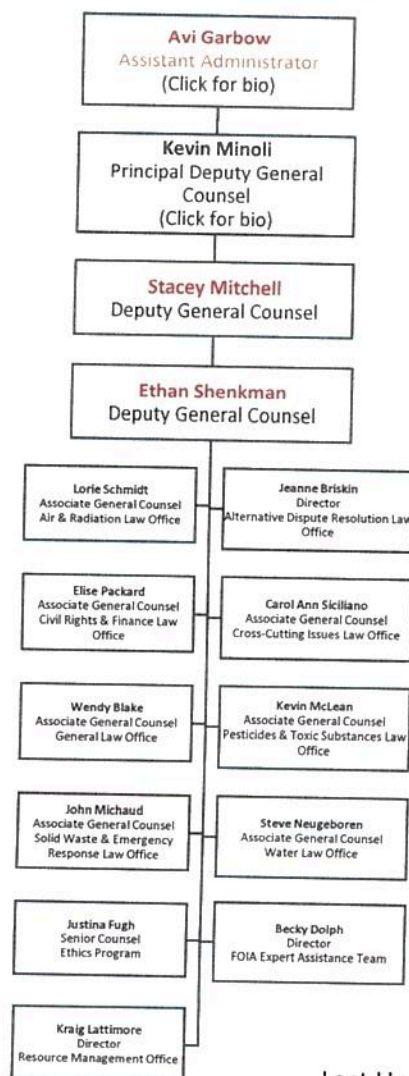 Avi Garbow
Assistant Administrator
(Click for bio)
Kevin Minoli
Principal Deputy General
Counsel
(Click for bio)
Stacey Mitchell
Deputy General Counsel
Ethan Shenkman
Deputy General Counsel
Lorie Schmidt
Associate General Counsel
Air & Radiation Law Office
Jeanne Briskin
Director
Alternative Dispute Resolution Law
Office
Elise Packard
Associate General Counsel
Civil Rights & Finance Law
Office
Carol Ann Siciliano
Associate General Counsel
Cross-Cutting Issues Law Office
Wendy Blake
Associate General Counsel
General Law Office
Kevin McLean
Associate General Counsel
Pesticides & Toxic Substances Law
Office
John Michaud
Associate General Counsel
Solid Waste & Emergency
Response Law Office
Steve Neugeboren
Associate General Counsel
Water Law Office
Justina Fugh
Senior Counsel
Ethics Program
Becky Dolph
Director
FOIA Expert Assistance Team
Kraig Lattimore
Director
Resource Management Office